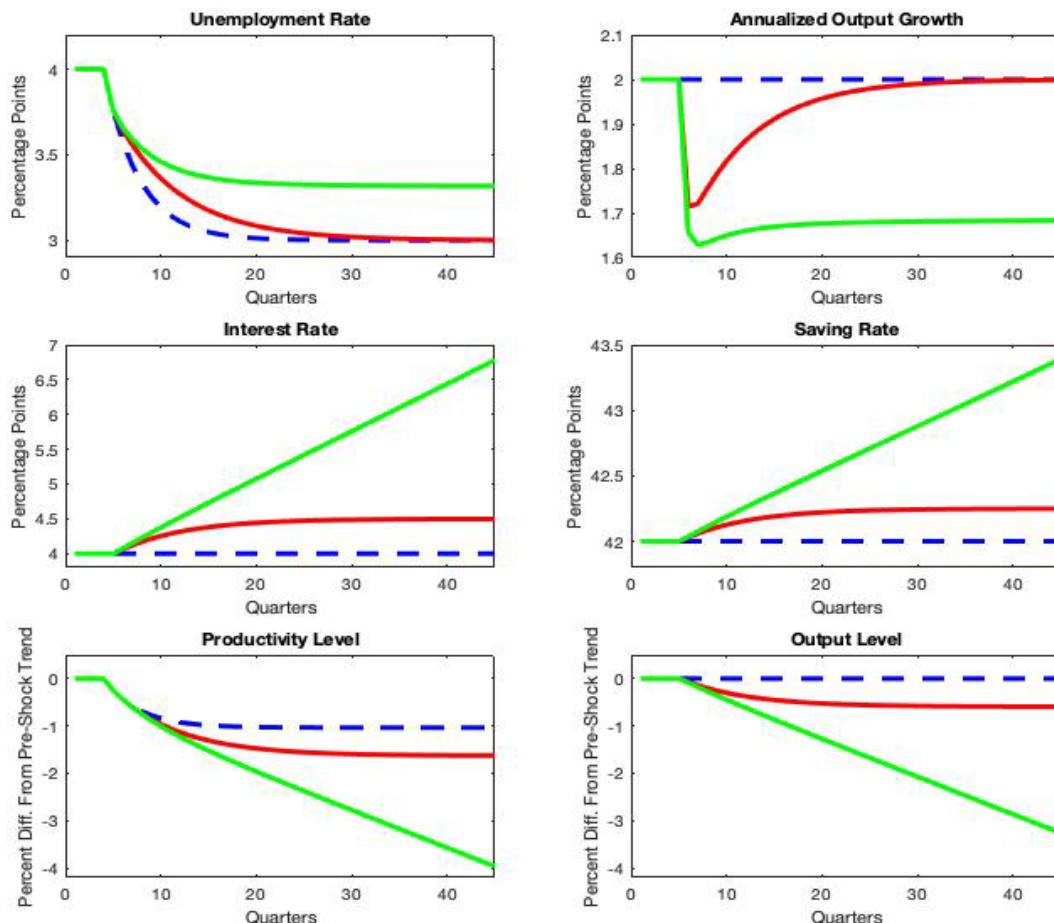 Unemployment Rate
Percentage Points
4
3.5
3
0 10 20 30 40
Quarters
Annualized Output Growth
Percentage Points
2.1
2
1.9
1.8
1.7
1.6
0 10 20 30 40
Quarters
Interest Rate
Percentage Points
7
6.5
6
5.5
5
4.5
4
0 10 20 30 40
Quarters
Saving Rate
Percentage Points
43.5
43
42.5
42
0 10 20 30 40
Quarters
Productivity Level
Percent Diff. From Pre-Shock Trend
0
-1
-2
-3
-4
0 10 20 30 40
Quarters
Output Level
Percent Diff. From Pre-Shock Trend
0
-1
-2
-3
-4
0 10 20 30 40
Quarters